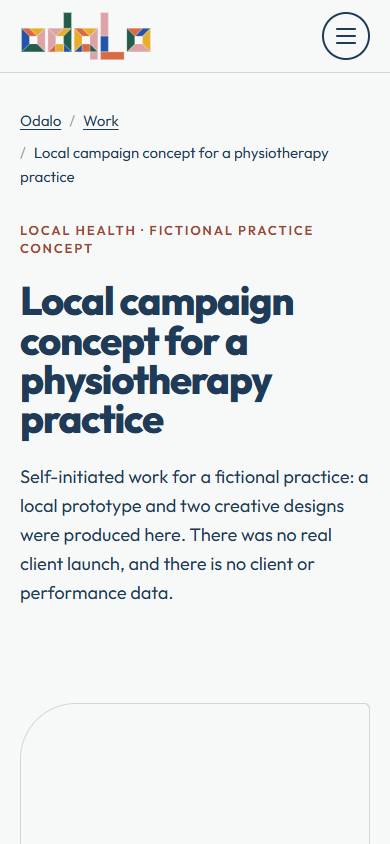 odaLo
Odalo / Work
/ Local campaign concept for a physiotherapy
practice
LOCAL HEALTH · FICTIONAL PRACTICE
CONCEPT
Local campaign
concept for a
physiotherapy
practice
Self-initiated work for a fictional practice: a
local prototype and two creative designs
were produced here. There was no real
client launch, and there is no client or
performance data.